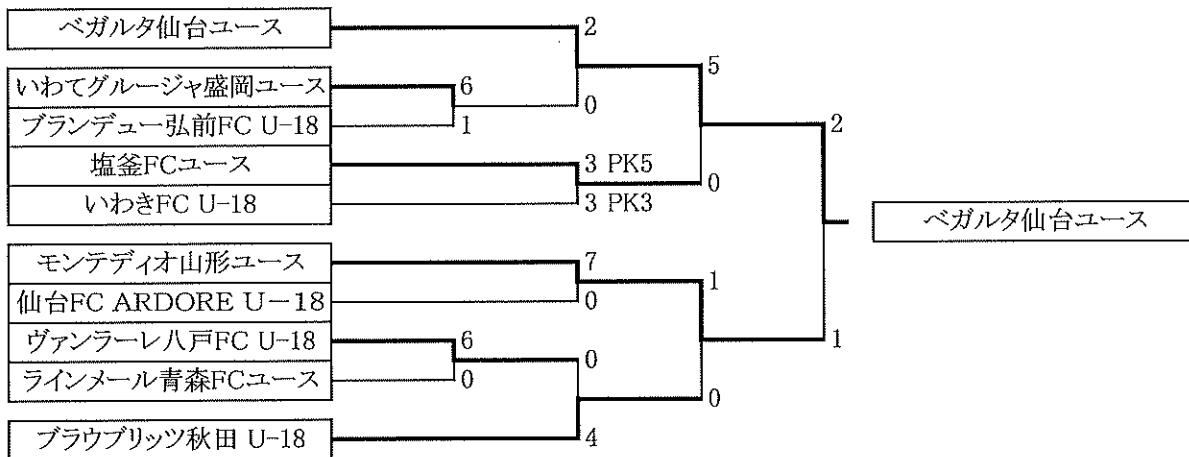 ベガルタ仙台ユース
2
5
いわてグルージャ盛岡ユース
6
0
ブランデュー弘前FC U-18
1
2
塩釜FCユース
3 PK5
0
いわきFC U-18
3 PK3
ベガルタ仙台ユース
モンテディオ山形ユース
7
1
仙台FC ARDORE U－18
0
ヴァンラーレ八戸FC U-18
6
0
1
ラインメール青森FCユース
0
0
ブラウブリッツ秋田 U-18
4